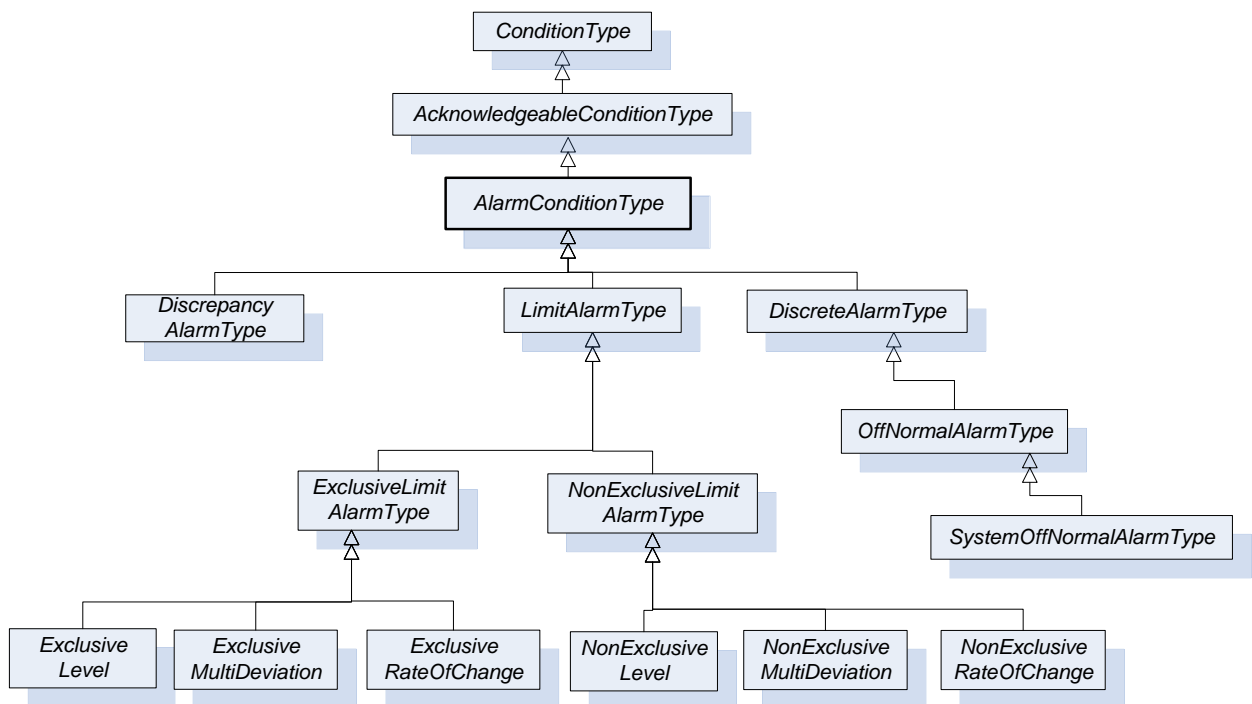 ConditionType
AcknowledgeableConditionType
AlarmConditionType
Discrepancy
AlarmType
LimitAlarmType
DiscreteAlarmType
OffNormalAlarmType
ExclusiveLimit
AlarmType
NonExclusiveLimit
AlarmType
SystemOffNormalAlarmType
Exclusive
Level
Exclusive
MultiDeviation
Exclusive
RateOfChange
NonExclusive
Level
NonExclusive
MultiDeviation
NonExclusive
RateOfChange